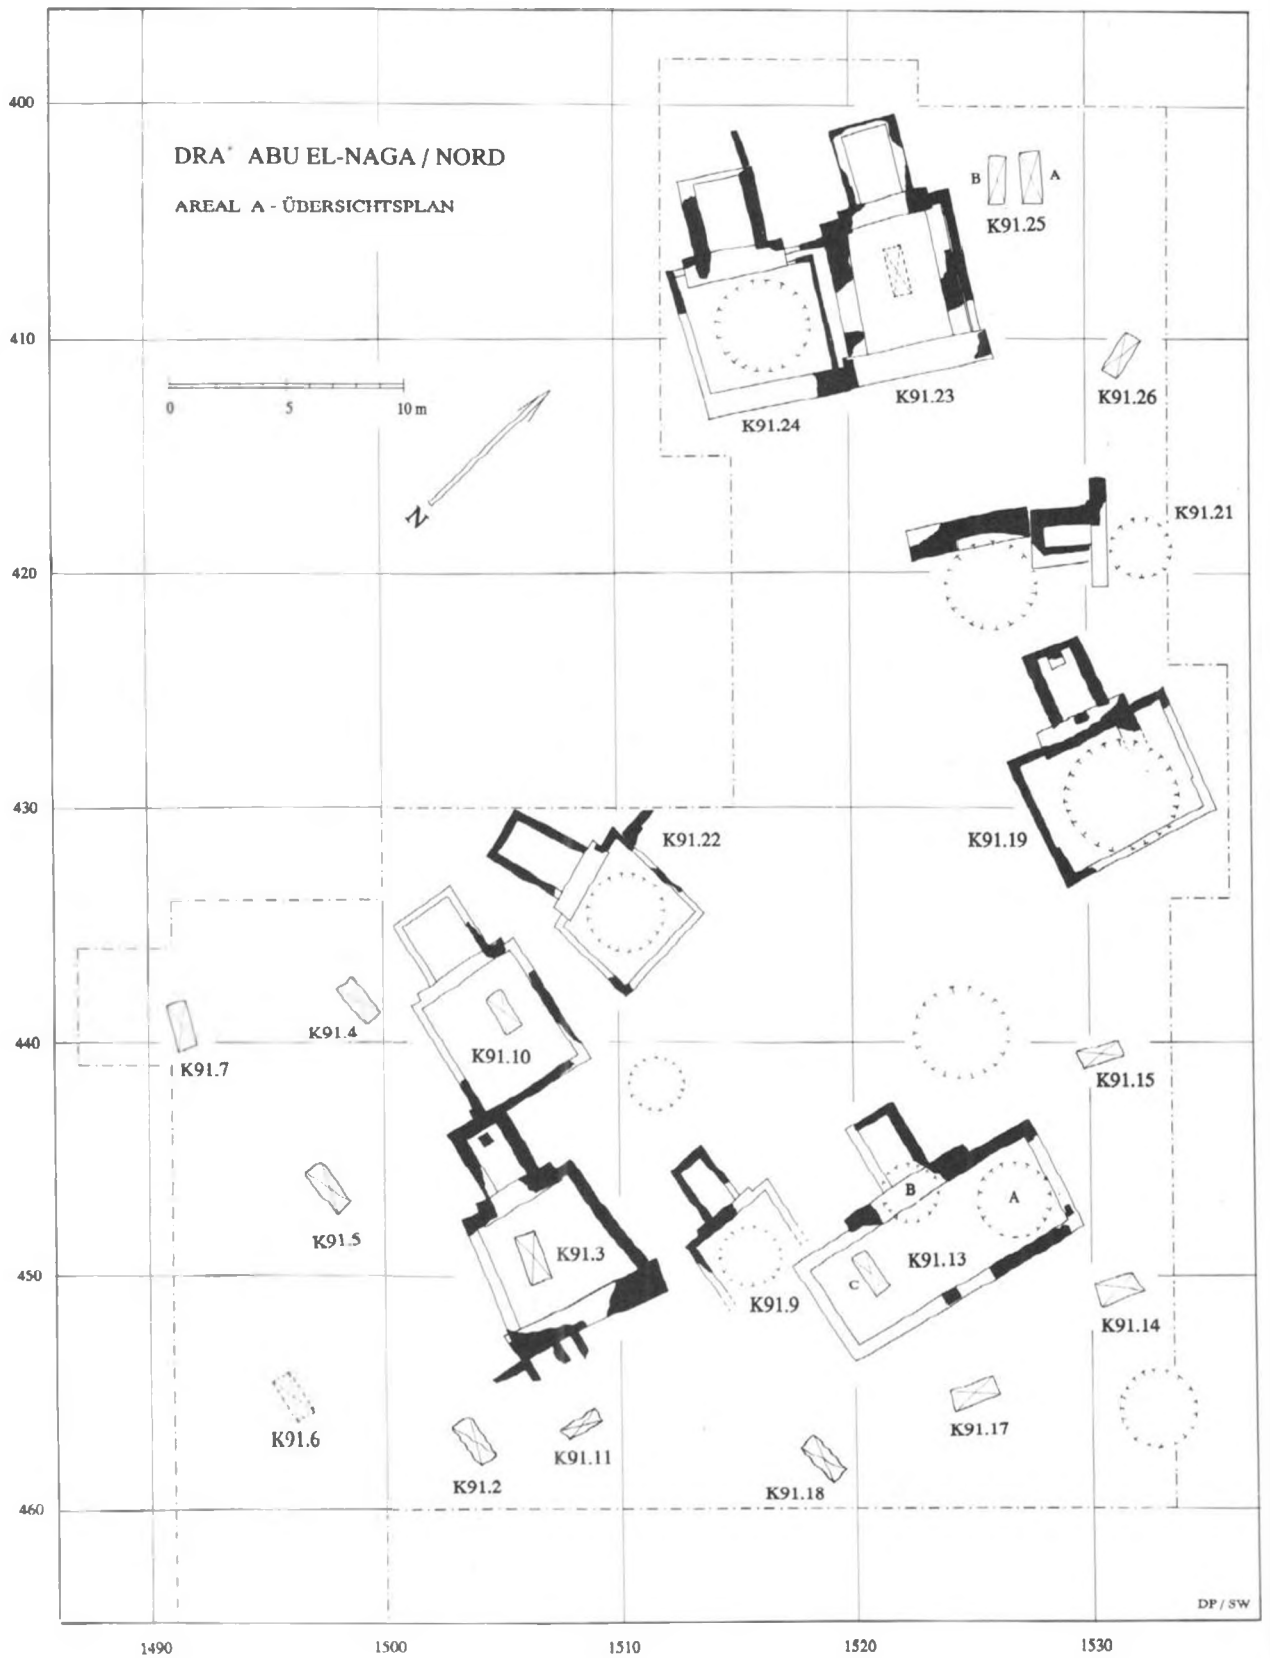 400
DRA' ABU EL-NAGA / NORD
AREAL A - ÜBERSICHTSPLAN
B
A
K91.25
410
K91.26
0
5
10 m
K91.23
K91.24
N
K91.21
420
430
K91.22
K91.19
K91.4
440
K91.10
K91.7
K91.15
B
A
K91.5
K91.3
K91.13
450
C
K91.9
K91.14
K91.6
K91.17
K91.11
K91.2
K91.18
460
DP / SW
1490
1500
1510
1520
1530